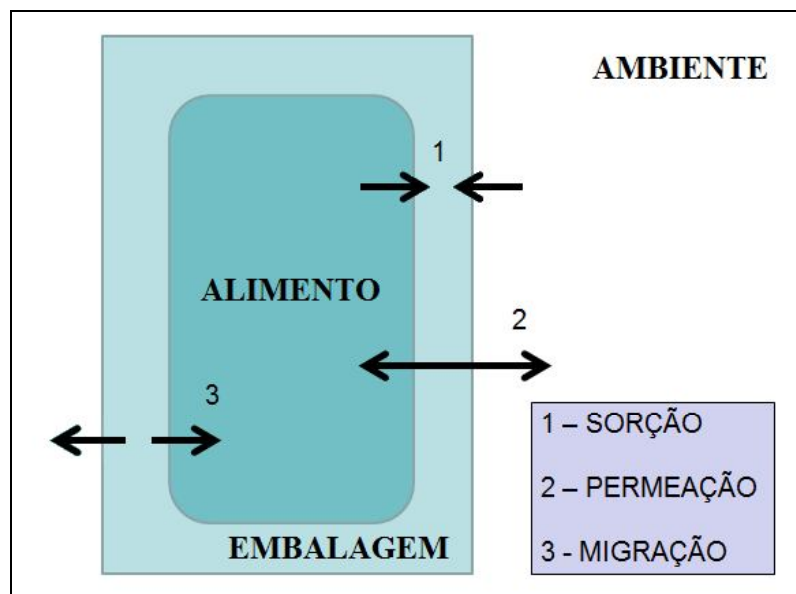 AMBIENTE
1
ALIMENTO
2
3
1 – SORÇÃO
2 – PERMEAÇÃO
3 - MIGRAÇÃO
EMBALAGEM